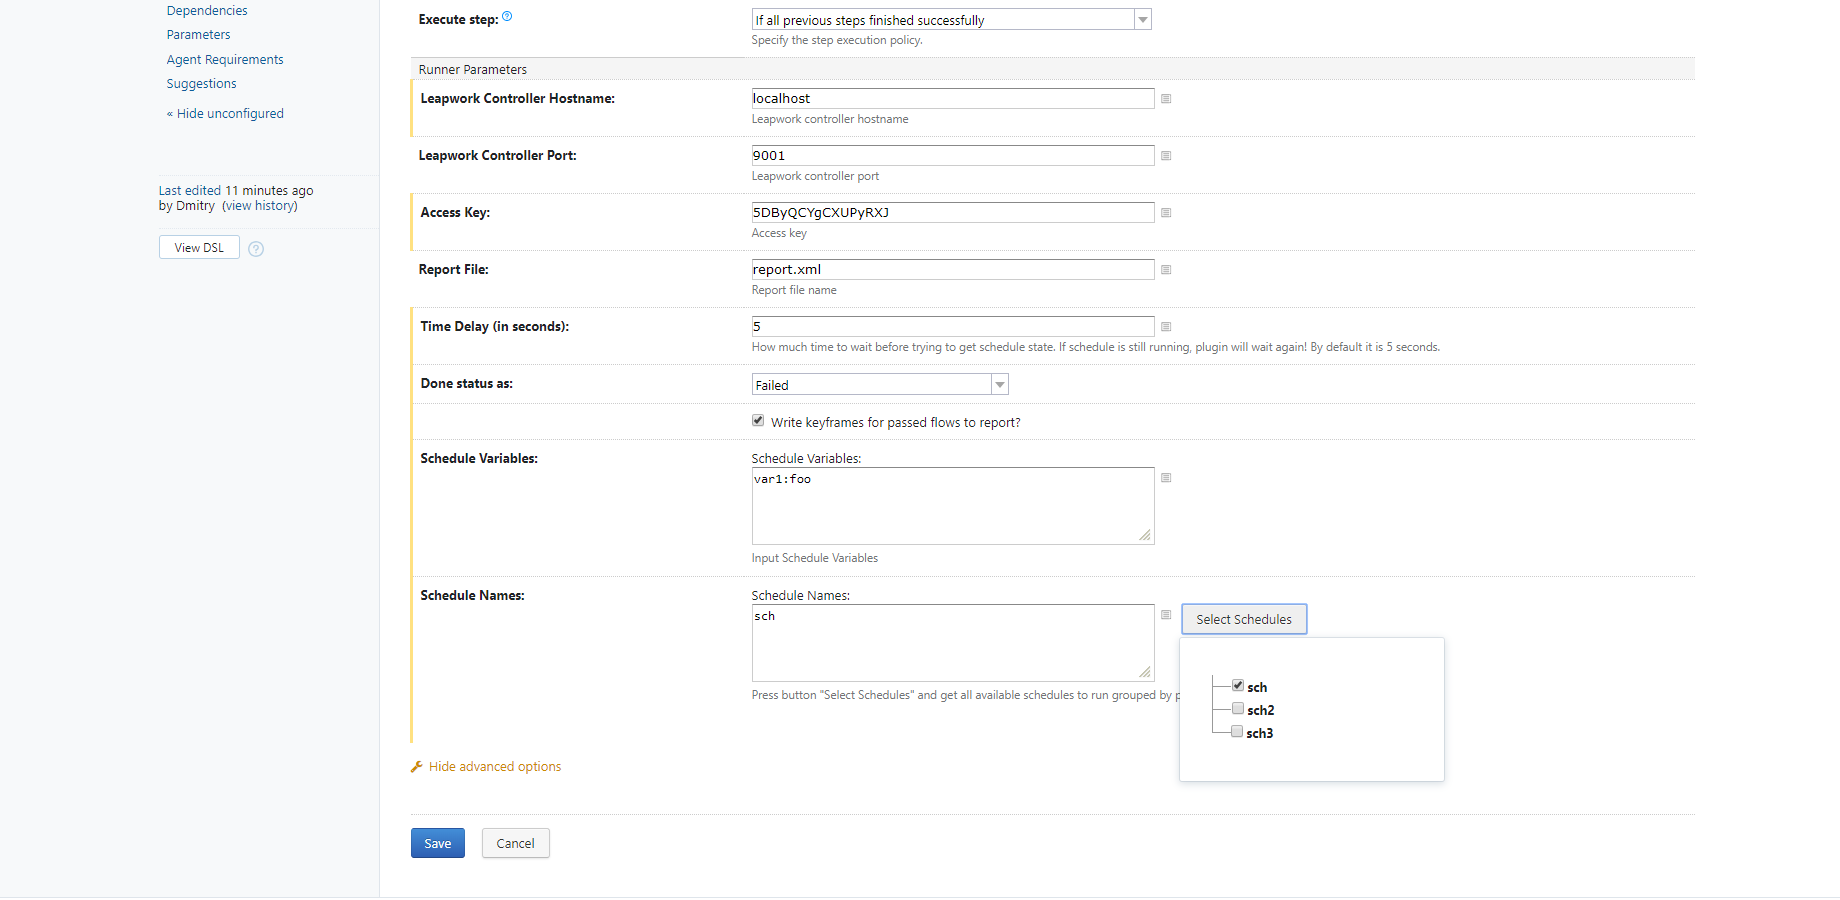 Dependencies
Parameters
Agent Requirements
Suggestions
« Hide unconfigured
Last edited 11 minutes ago
by Dmitry (view history)
View DSL
?
Execute step: ?
If all previous steps finished successfully
Specify the step execution policy.
Runner Parameters
Leapwork Controller Hostname:
localhost
Leapwork controller hostname
Leapwork Controller Port:
9001
Leapwork controller port
Access Key:
5DByQCYgCXUPyRXJ
Access key
Report File:
report.xml
Report file name
Time Delay (in seconds):
5
How much time to wait before trying to get schedule state. If schedule is still running, plugin will wait again! By default it is 5 seconds.
Done status as:
Failed
Write keyframes for passed flows to report?
Schedule Variables:
Schedule Variables:
var1:foo
Input Schedule Variables
Schedule Names:
Schedule Names:
sch
Select Schedules
Press button "Select Schedules" and get all available schedules to run grouped by p
sch
sch2
sch3
Hide advanced options
Save
Cancel